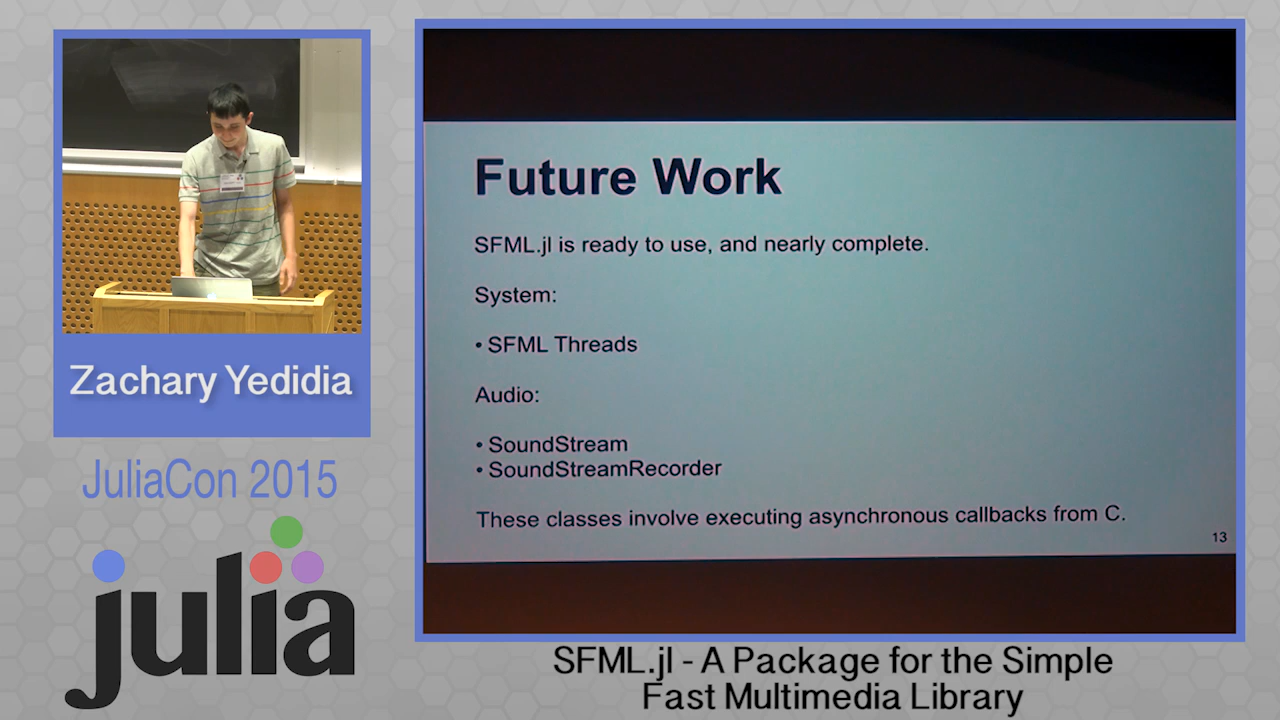 Zachary Yedidia
JuliaCon 2015
julia
Future Work
SFML.jl is ready to use, and nearly complete.
System:
• SFML Threads
Audio:
• SoundStream
• SoundStreamRecorder
These classes involve executing asynchronous callbacks from C.
13
SFML.jl - A Package for the Simple
Fast Multimedia Library